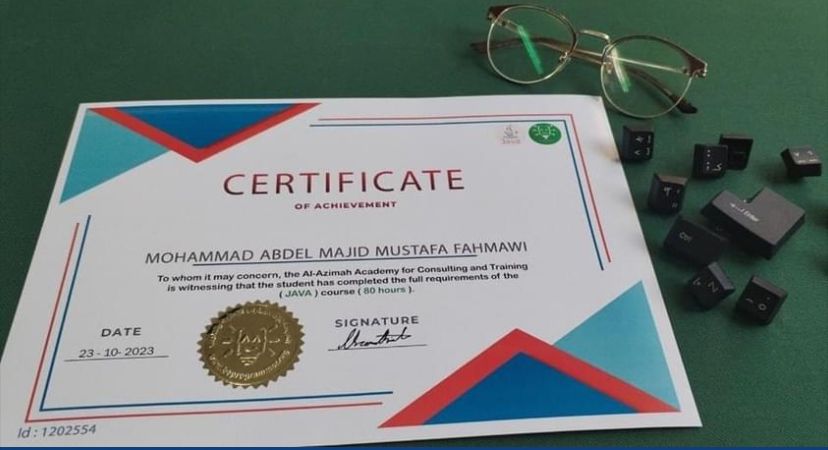 Java
CERTIFICATE
OF ACHIEVEMENT
MOHAMMAD ABDEL MAJID MUSTAFA FAHMAWI
To whom it may concern, the Al-Azimah Academy for Consulting and Training
is witnessing that the student has completed the full requirements of the
( JAVA ) course ( 80 hours ).
DATE
23 - 10- 2023
SIGNATURE
Id : 1202554
Enter
Ctrl
N